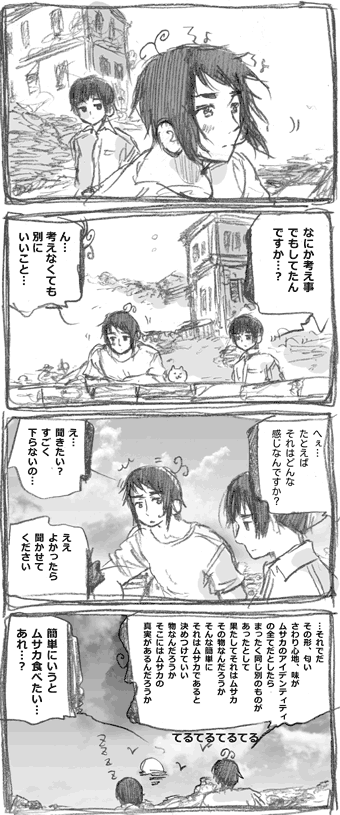 なにか考え事
でもしてたん
ですか…?
ん…
考えなくても
別に
いいこと…
へぇ…
たとえば
それはどんな
感じなんですか?
え…
聞きたい?
すごく
下らないの…
ええ
よかったら
聞かせて
ください
…それでだ
その形、匂い
さわり心地、味が
ムサカのアイデンティティ
の全てだとしたら
まったく同じ別のものが
あったとして
果たしてそれはムサカ
その物なんだろうか
そんな簡単に
それはムサカであると
決めつけていい
物なんだろうか
そこにはムサカの
真実があるんだろうか
てるてるてるてる
簡単にいうと
ムサカ食べたい…
あれ…?
z
z
z